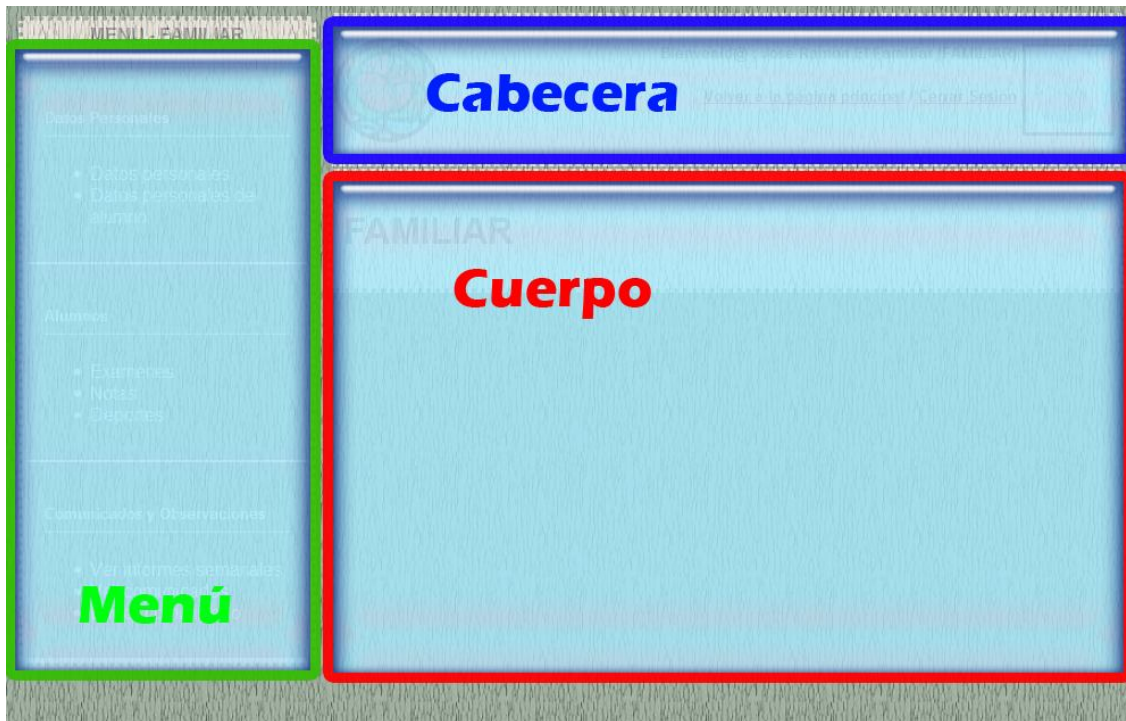 MENU - FAMILIAR
Datos Personales
Datos personales
Datos personales del
alumno
Alumnos
Examenes
Notas
Deportes
Comunicados y Observaciones
Ver informes semanales
Menú
Cabecera
Volver a la pagina principal / Cerrar Sesion
FAMILIAR
Cuerpo